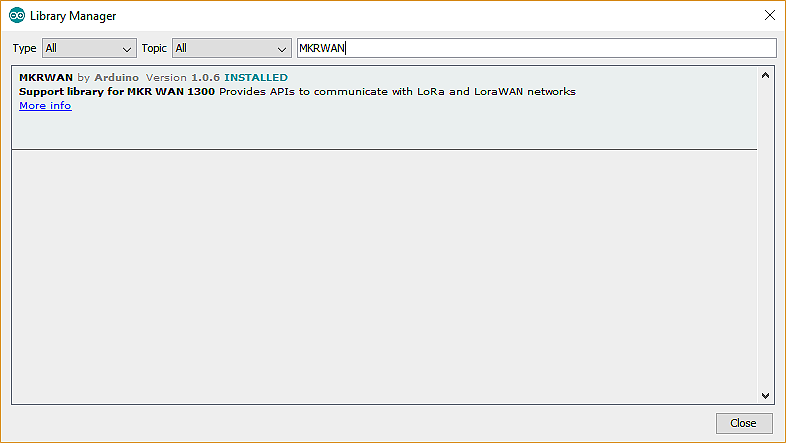 Library Manager
Type All Topic All MKRWAN
MKRWAN by Arduino Version 1.0.6 INSTALLED
Support library for MKR WAN 1300 Provides APIs to communicate with LoRa and LoraWAN networks
More info
Close